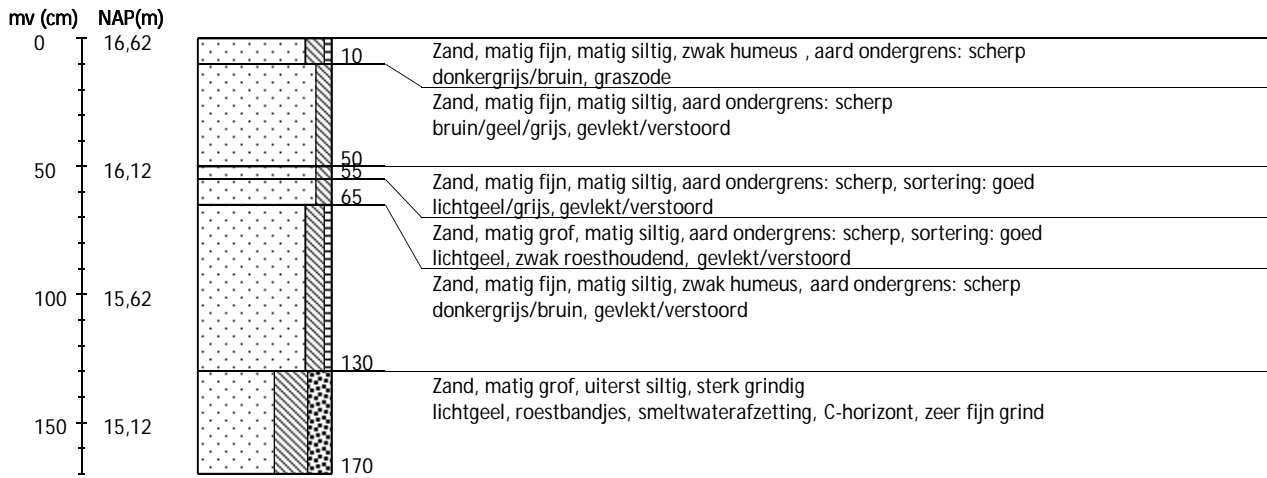 mv (cm) NAP(m)
0 16,62
Zand, matig fijn, matig siltig, zwak humeus , aard ondergrens: scherp
10
donkergrijs/bruin, graszode
Zand, matig fijn, matig siltig, aard ondergrens: scherp
bruin/geel/grijs, gevlekt/verstoord
50
50 16,12
55
Zand, matig fijn, matig siltig, aard ondergrens: scherp, sortering: goed
65
lichtgeel/grijs, gevlekt/verstoord
Zand, matig grof, matig siltig, aard ondergrens: scherp, sortering: goed
lichtgeel, zwak roesthoudend, gevlekt/verstoord
Zand, matig fijn, matig siltig, zwak humeus, aard ondergrens: scherp
100 15,62
donkergrijs/bruin, gevlekt/verstoord
130
Zand, matig grof, uiterst siltig, sterk grindig
lichtgeel, roestbandjes, smeltwaterafzetting, C-horizont, zeer fijn grind
150 15,12
170